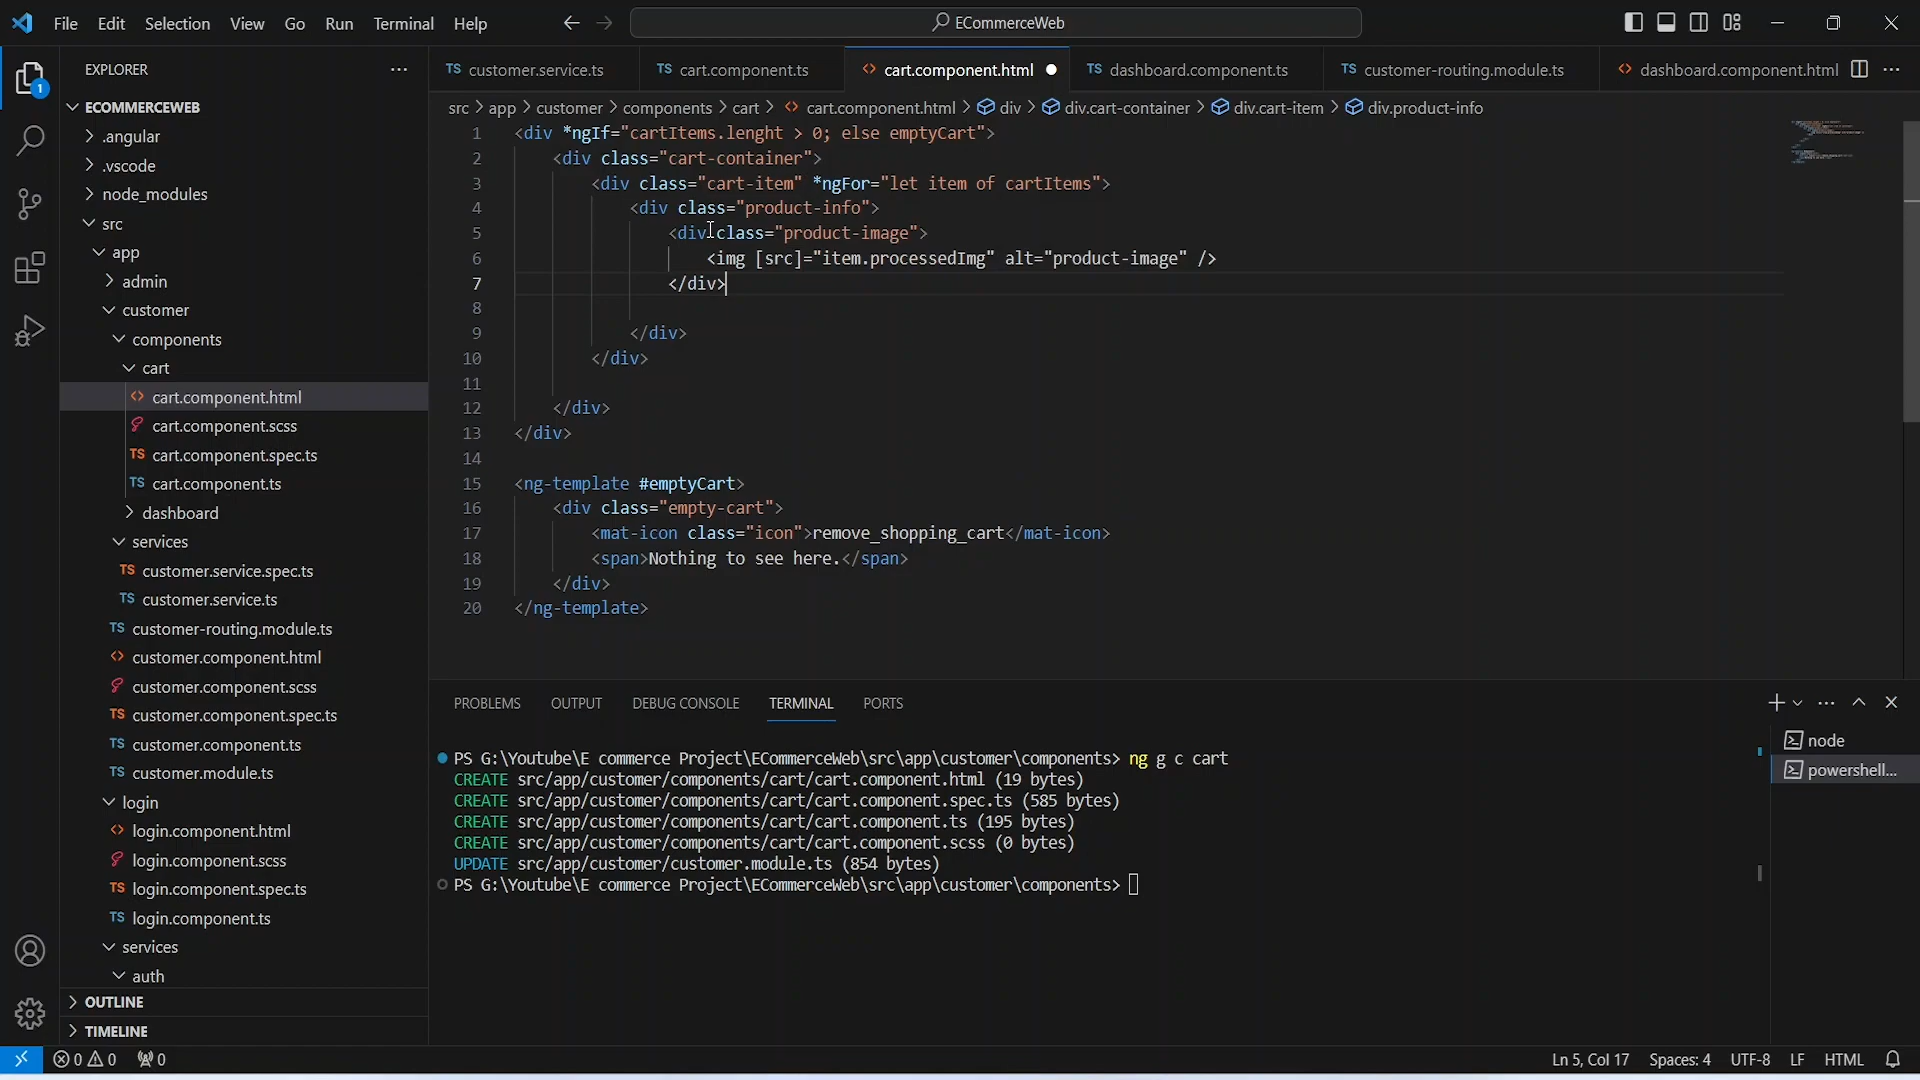 File Edit Selection View Go Run Terminal Help
ECommerceWeb
EXPLORER
ECOMMERCEWEB
.angular
.vscode
node_modules
src
app
admin
customer
components
cart
cart.component.html
cart.component.scss
cart.component.spec.ts
cart.component.ts
dashboard
services
customer.service.spec.ts
customer.service.ts
customer-routing.module.ts
customer.component.html
customer.component.scss
customer.component.spec.ts
customer.component.ts
customer.module.ts
login
login.component.html
login.component.scss
login.component.spec.ts
login.component.ts
services
auth
OUTLINE
TIMELINE
TS customer.service.ts TS cart.component.ts <> cart.component.html TS dashboard.component.ts TS customer-routing.module.ts <> dashboard.component.html
src > app > customer > components > cart > <> cart.component.html > div > div.cart-container > div.cart-item > div.product-info
1 <div *ngIf="cartItems.lenght > 0; else emptyCart">
2 <div class="cart-container">
3 <div class="cart-item" *ngFor="let item of cartItems">
4 <div class="product-info">
5 <div class="product-image">
6 <img [src]="item.processedImg" alt="product-image" />
7 </div>
8
9 </div>
10 </div>
11
12 </div>
13 </div>
14
15 <ng-template #emptyCart>
16 <div class="empty-cart">
17 <mat-icon class="icon">remove_shopping_cart</mat-icon>
18 <span>Nothing to see here.</span>
19 </div>
20 </ng-template>
PROBLEMS OUTPUT DEBUG CONSOLE TERMINAL PORTS
PS G:\Youtube\E commerce Project\ECommerceWeb\src\app\customer\components> ng g c cart
CREATE src/app/customer/components/cart/cart.component.html (19 bytes)
CREATE src/app/customer/components/cart/cart.component.spec.ts (585 bytes)
CREATE src/app/customer/components/cart/cart.component.ts (195 bytes)
CREATE src/app/customer/components/cart/cart.component.scss (0 bytes)
UPDATE src/app/customer/customer.module.ts (854 bytes)
PS G:\Youtube\E commerce Project\ECommerceWeb\src\app\customer\components>
node
powershell...
1
0 0 0
Ln 5, Col 17 Spaces: 4 UTF-8 LF HTML